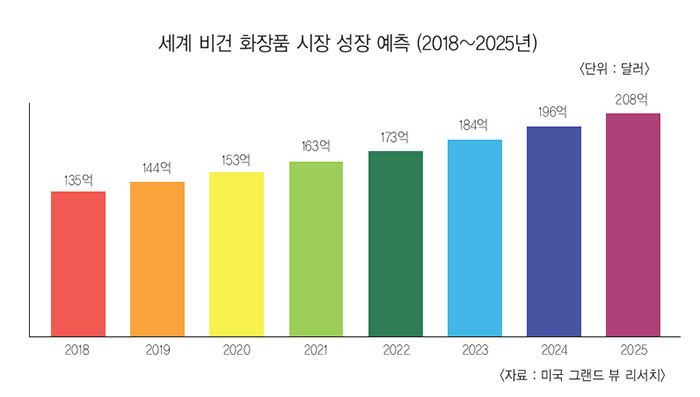 세계 비건 화장품 시장 성장 예측 (2018~2025년)
<단위 : 달러>
135억 144억 153억 163억 173억 184억 196억 208억
2018 2019 2020 2021 2022 2023 2024 2025
<자료 : 미국 그랜드 뷰 리서치>